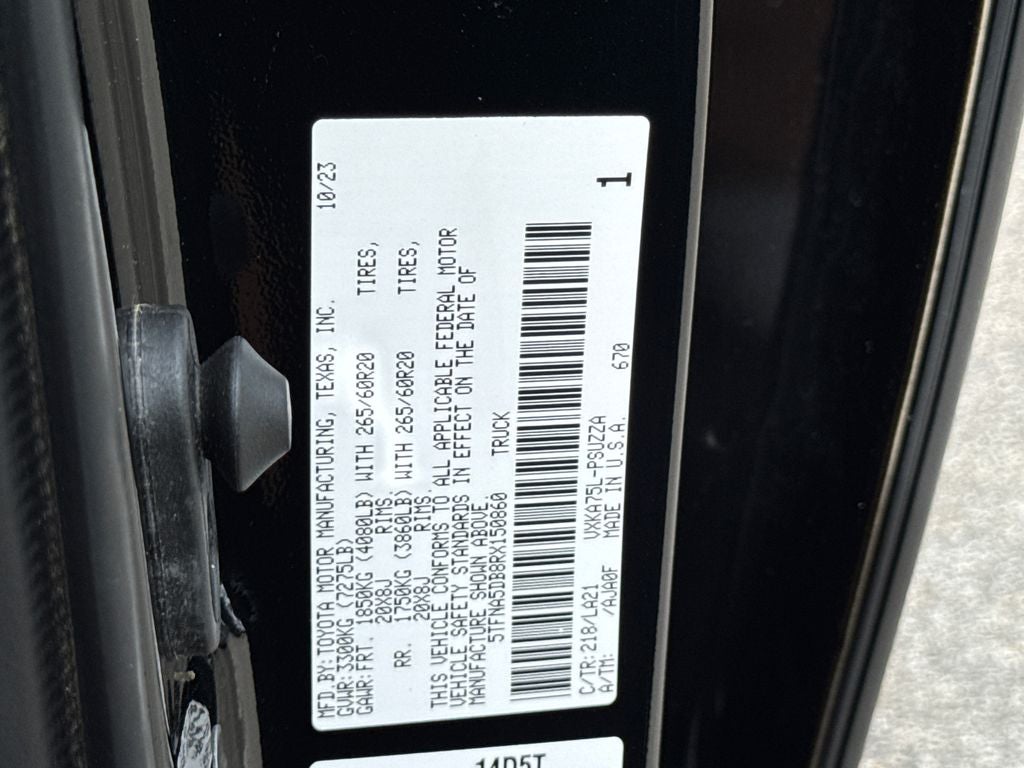 MFD.BY:TOYOTA MOTOR MANUFACTURING, TEXAS, INC. 10/23
GVWR:3300KG (7275LB)
GAWR:FRT. 1850KG (4080LB) WITH 265/60R20 TIRES,
20X8J RIMS.
RR. 1750KG (3860LB) WITH 265/60R20 TIRES,
20X8J RIMS.
THIS VEHICLE CONFORMS TO ALL APPLICABLE FEDERAL MOTOR
VEHICLE SAFETY STANDARDS IN EFFECT ON THE DATE OF
MANUFACTURE SHOWN ABOVE.
5TFNA5DB8RX150860 TRUCK
1
C/TR:218/LA21 VXKA75L-PSUZZA
A/TM: /AJA0F MADE IN U.S.A. 670
14D5T